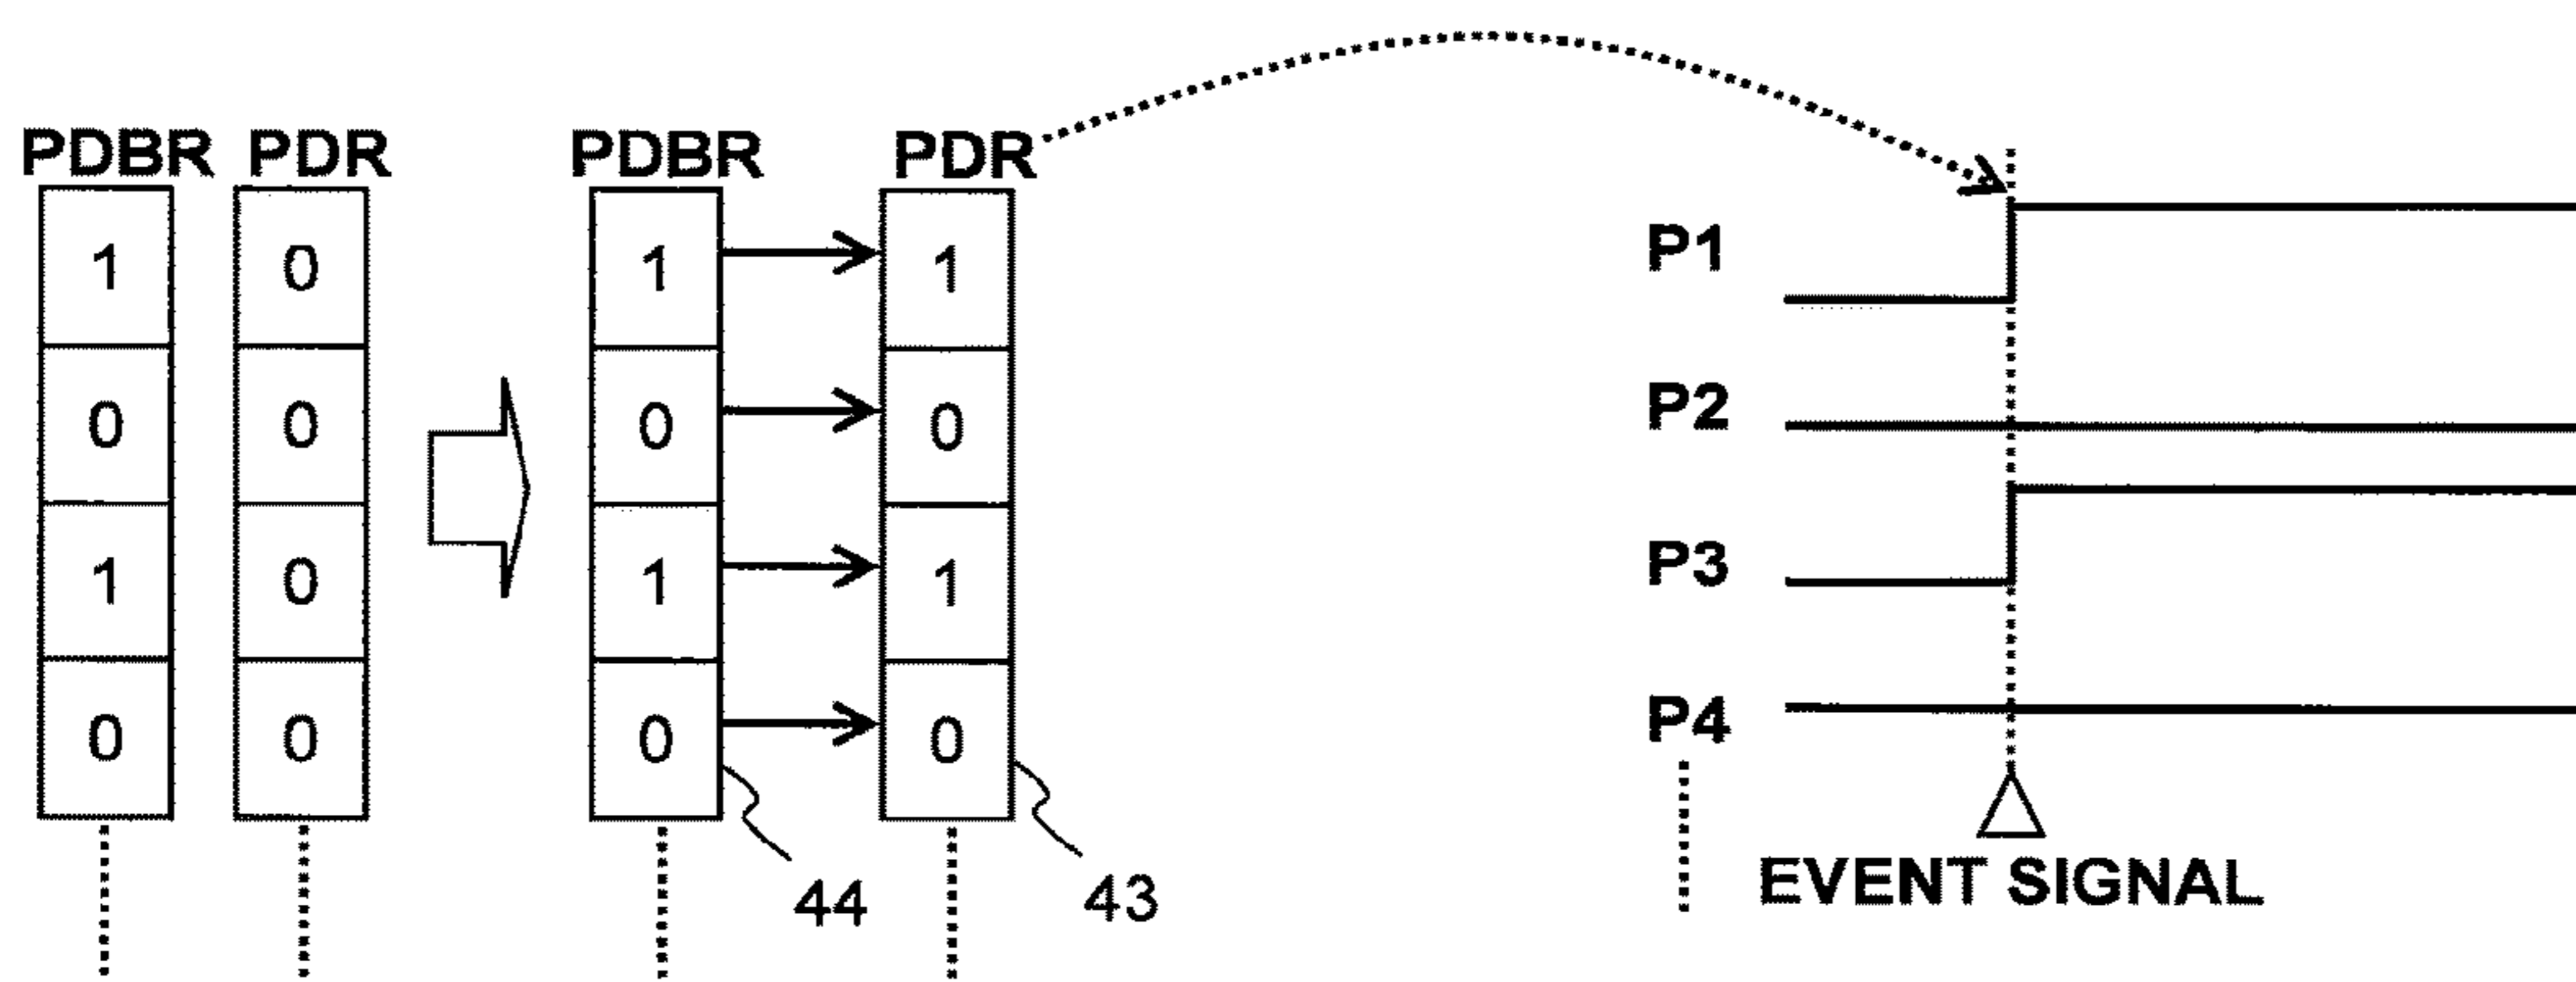 PDBR PDR PDBR PDR
1 0 1 1 P1
0 0 0 0 P2
1 0 1 1 P3
0 0 0 0 P4
44 43 EVENT SIGNAL